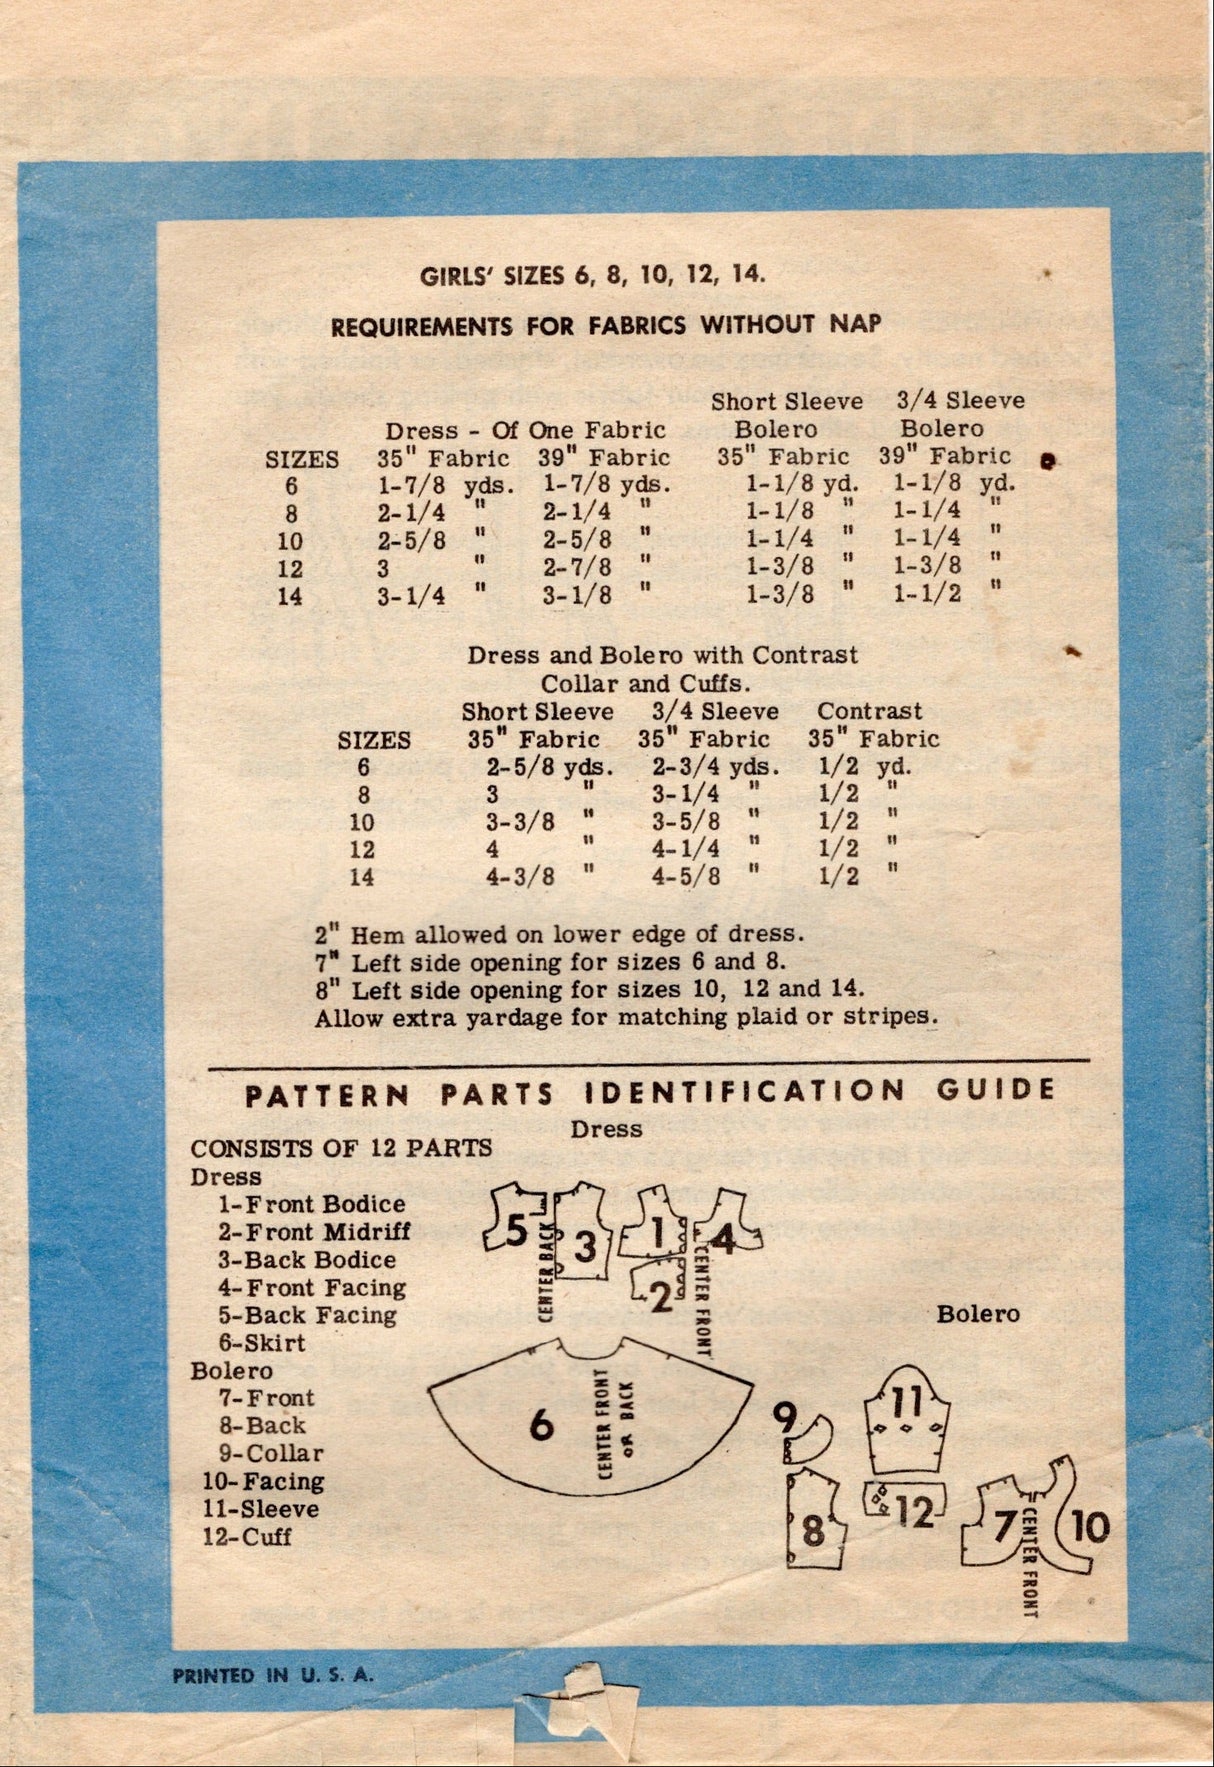 GIRLS' SIZES 6, 8, 10, 12, 14.
REQUIREMENTS FOR FABRICS WITHOUT NAP
Short Sleeve 3/4 Sleeve
Dress - Of One Fabric Bolero Bolero
SIZES 35" Fabric 39" Fabric 35" Fabric 39" Fabric
6 1-7/8 yds. 1-7/8 yds. 1-1/8 yd. 1-1/8 yd.
8 2-1/4 " 2-1/4 " 1-1/8 " 1-1/4 "
10 2-5/8 " 2-5/8 " 1-1/4 " 1-1/4 "
12 3 " 2-7/8 " 1-3/8 " 1-3/8 "
14 3-1/4 " 3-1/8 " 1-3/8 " 1-1/2 "
Dress and Bolero with Contrast
Collar and Cuffs.
Short Sleeve 3/4 Sleeve Contrast
SIZES 35" Fabric 35" Fabric 35" Fabric
6 2-5/8 yds. 2-3/4 yds. 1/2 yd.
8 3 " 3-1/4 " 1/2 "
10 3-3/8 " 3-5/8 " 1/2 "
12 4 " 4-1/4 " 1/2 "
14 4-3/8 " 4-5/8 " 1/2 "
2" Hem allowed on lower edge of dress.
7" Left side opening for sizes 6 and 8.
8" Left side opening for sizes 10, 12 and 14.
Allow extra yardage for matching plaid or stripes.
PATTERN PARTS IDENTIFICATION GUIDE
CONSISTS OF 12 PARTS
Dress
1-Front Bodice
2-Front Midriff
3-Back Bodice
4-Front Facing
5-Back Facing
6-Skirt
Bolero
7-Front
8-Back
9-Collar
10-Facing
11-Sleeve
12-Cuff
Dress
5
CENTER BACK
3
1
4
2
CENTER FRONT
6
CENTER FRONT
OR BACK
Bolero
9
11
8
12
7
CENTER FRONT
10
PRINTED IN U. S. A.